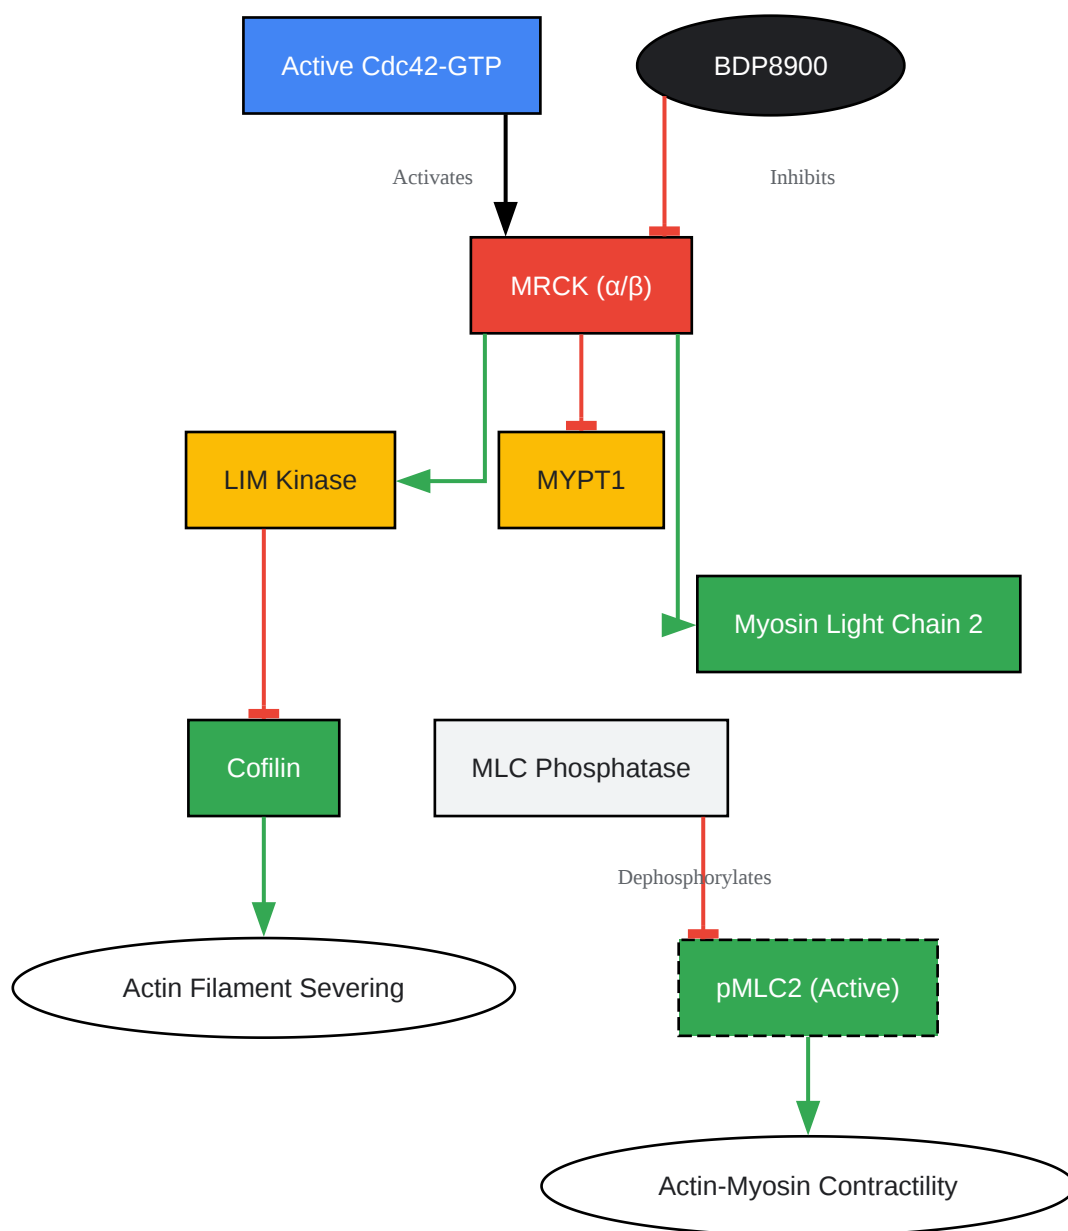 Active Cdc42-GTP
BDP8900
Activates
Inhibits
MRCK (α/β)
LIM Kinase
MYPT1
Myosin Light Chain 2
Cofilin
MLC Phosphatase
Dephosphorylates
Actin Filament Severing
pMLC2 (Active)
Actin-Myosin Contractility